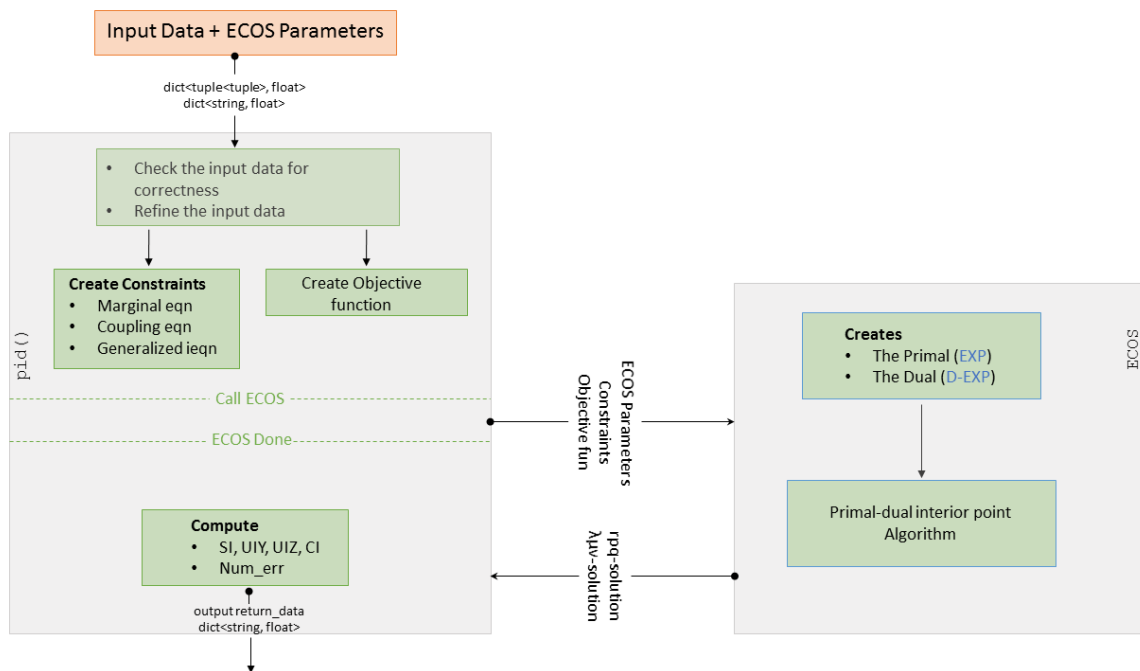 Input Data + ECOS Parameters
dict<tuple<tuple>, float>
dict<string, float>
• Check the input data for
correctness
• Refine the input data
Create Constraints
• Marginal eqn
• Coupling eqn
• Generalized ieqn
Create Objective
function
pid()
Call ECOS
ECOS Done
Compute
• SI, UIY, UIZ, CI
• Num_err
output return_data
dict<string, float>
ECOS Parameters
Constraints
Objective fun
rpq-solution
λμν-solution
Creates
• The Primal (EXP)
• The Dual (D-EXP)
ECOS
Primal-dual interior point
Algorithm